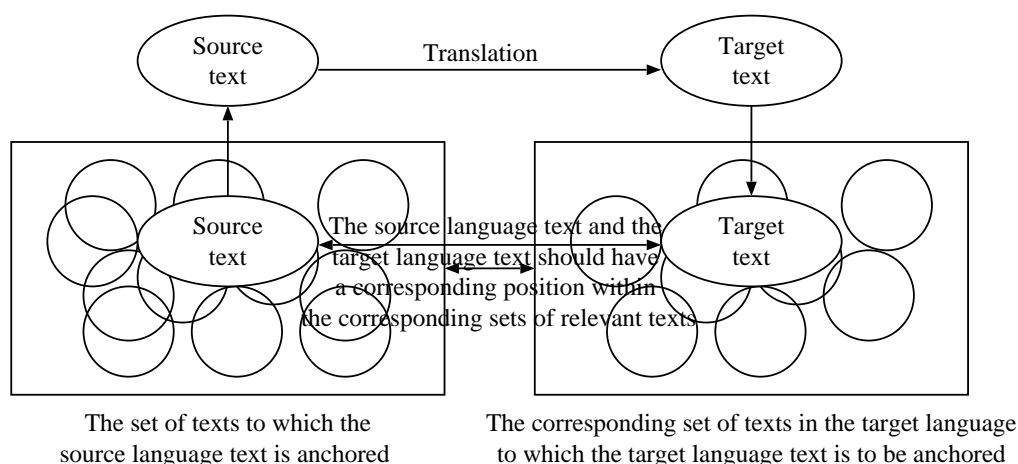 Source
text
Translation
Target
text
Source
text
The source language text and the
target language text should have
a corresponding position within
the corresponding sets of relevant texts
Target
text
The set of texts to which the
source language text is anchored
The corresponding set of texts in the target language
to which the target language text is to be anchored